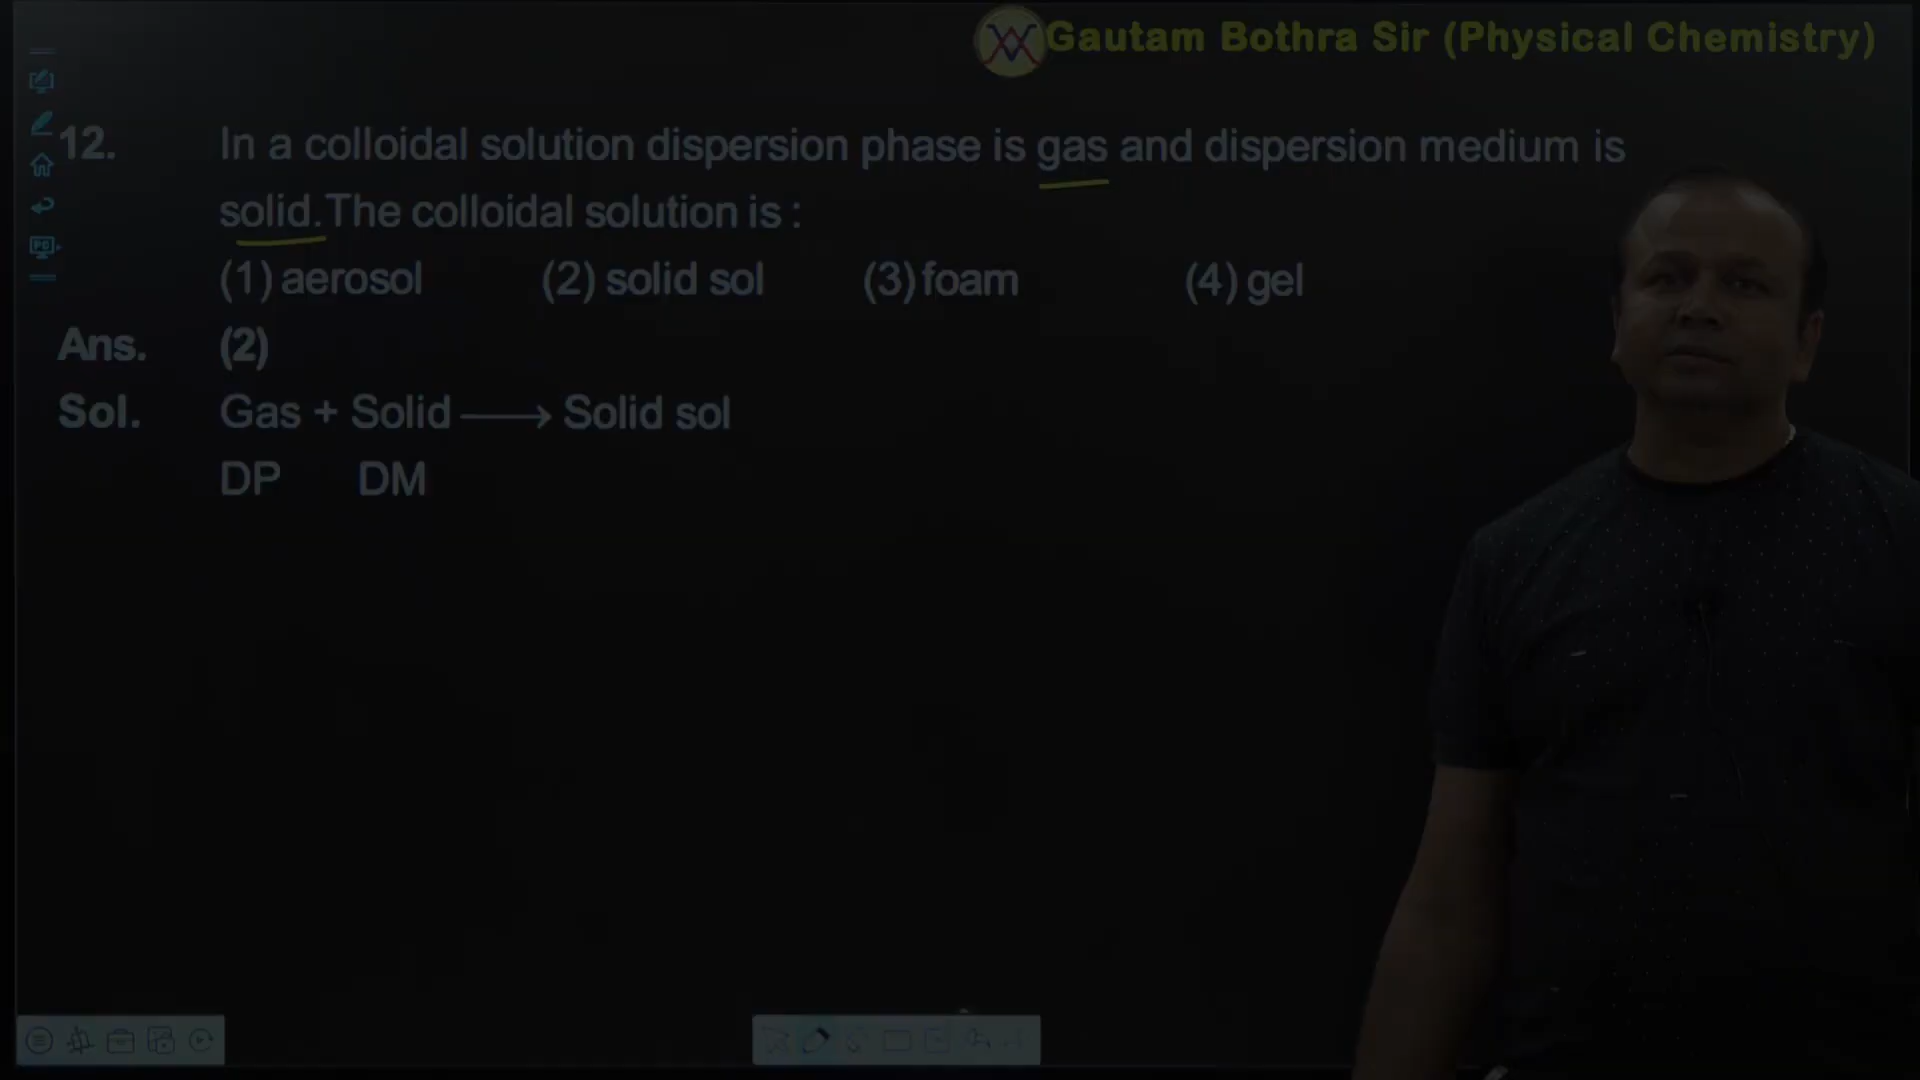 Gautam Bothra Sir (Physical Chemistry)
12. In a colloidal solution dispersion phase is gas and dispersion medium is
solid. The colloidal solution is :
(1) aerosol (2) solid sol (3) foam (4) gel
Ans. (2)
Sol. Gas + Solid ⟶ Solid sol
DP DM
PC